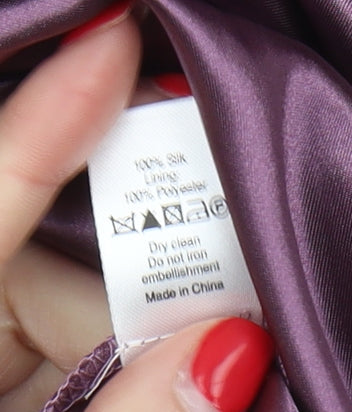 100% Silk
Lining:
100% Polyester
Dry clean
Do not iron
embellishment
Made in China